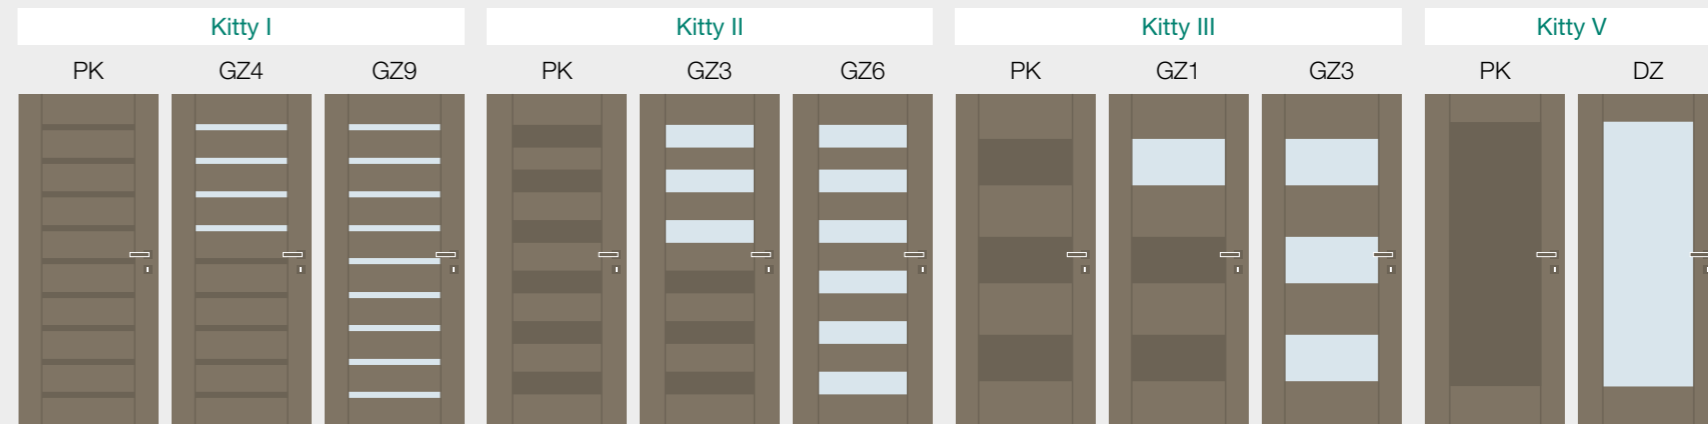 Kitty I
Kitty II
Kitty III
Kitty V
PK
GZ4
GZ9
PK
GZ3
GZ6
PK
GZ1
GZ3
PK
DZ